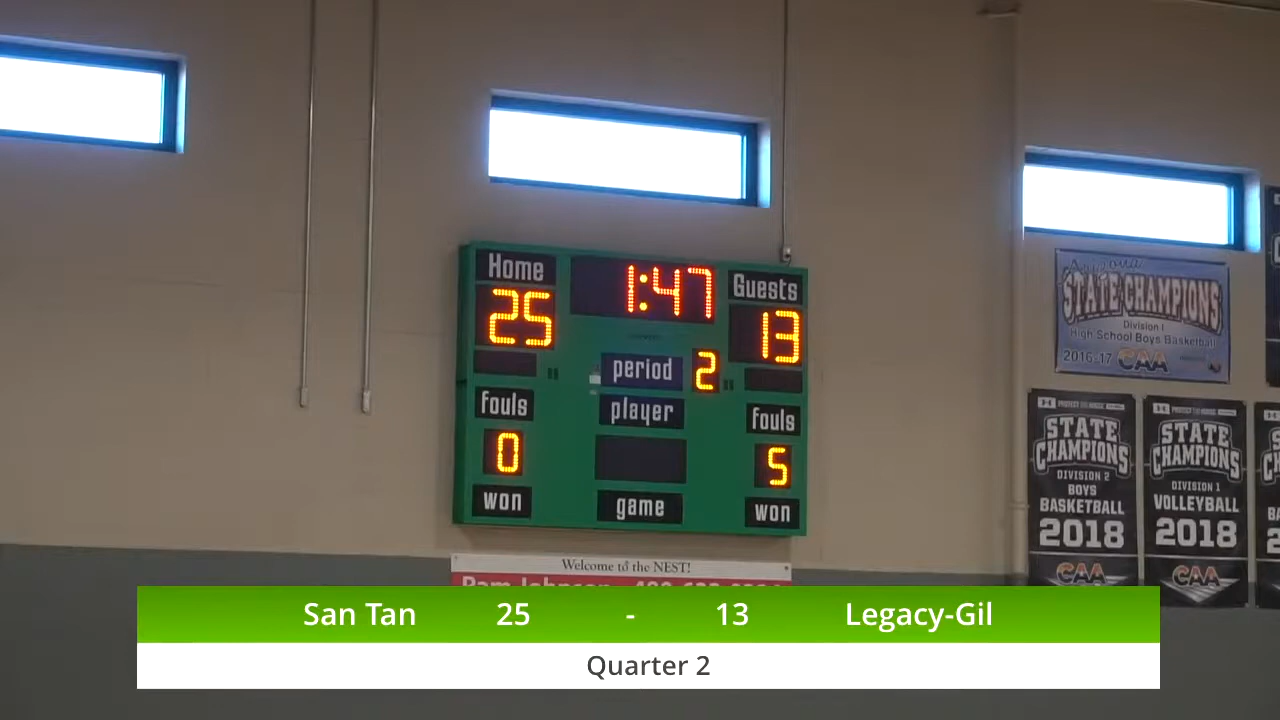 Home
1:47
Guests
25
13
period
2
fouls
player
fouls
0
5
won
game
won
Arizona
STATE CHAMPIONS
Division I
High School Boys Basketball
2016-17 CAA
STATE
CHAMPIONS
DIVISION 2
BOYS
BASKETBALL
2018
CAA
STATE
CHAMPIONS
DIVISION 1
VOLLEYBALL
2018
CAA
Welcome to the NEST!
San Tan 25 - 13 Legacy-Gil
Quarter 2